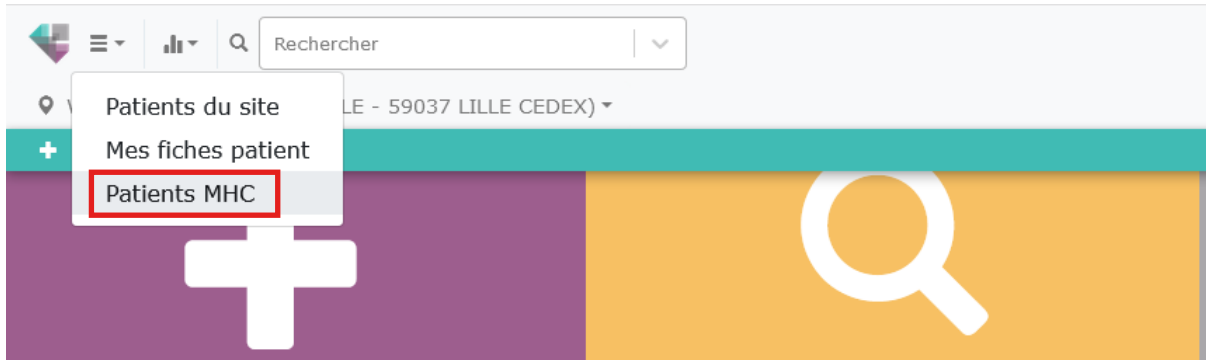 Rechercher
Patients du site
LE - 59037 LILLE CEDEX)
Mes fiches patient
Patients MHC